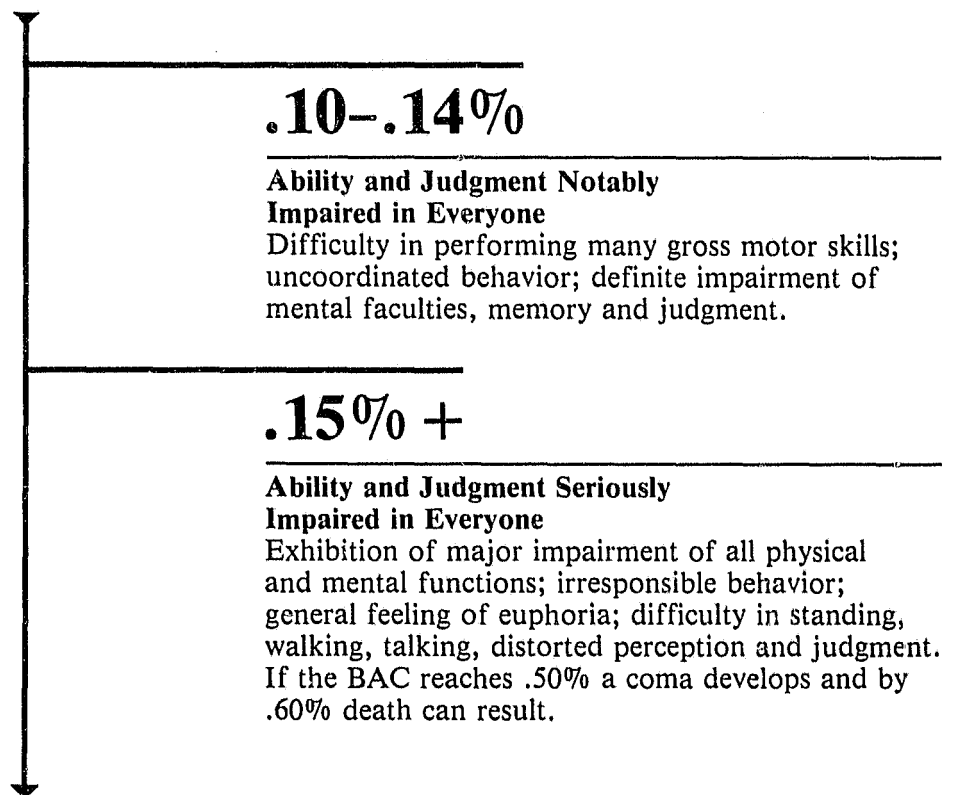 .10–.14%
Ability and Judgment Notably
Impaired in Everyone
Difficulty in performing many gross motor skills;
uncoordinated behavior; definite impairment of
mental faculties, memory and judgment.
.15% +
Ability and Judgment Seriously
Impaired in Everyone
Exhibition of major impairment of all physical
and mental functions; irresponsible behavior;
general feeling of euphoria; difficulty in standing,
walking, talking, distorted perception and judgment.
If the BAC reaches .50% a coma develops and by
.60% death can result.